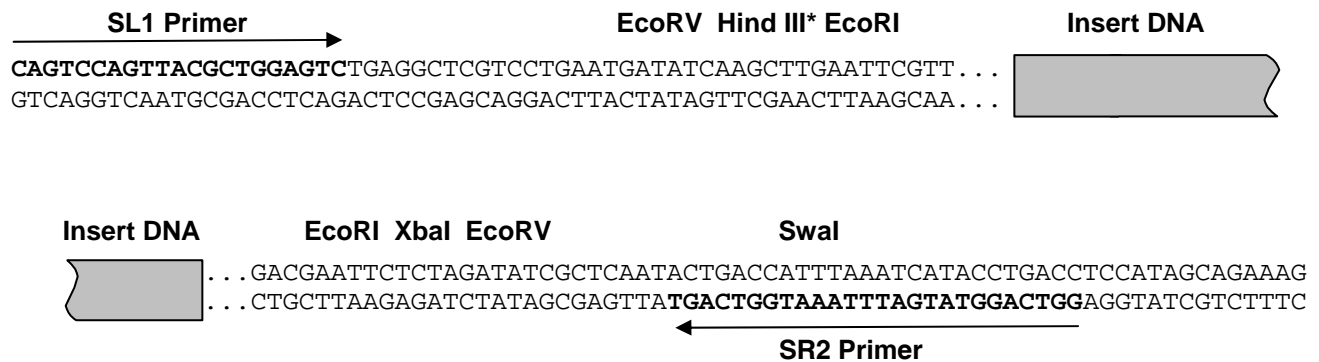 SL1 Primer EcoRV Hind III* EcoRI Insert DNA
CAGTCCAGTTACGCTGGAGTCTGAGGCTCGTCCTGAATGATATCAAGCTTGAATTCGTT...
GTCAGGTCAATGCGACCTCAGACTCCGAGCAGGACTTACTATAGTTCGAACTTAAGCAA...
Insert DNA EcoRI XbaI EcoRV SwaI
...GACGAATTCTCTAGATATCGCTCAATACTGACCATTTAAATCATACCTGACCTCCATAGCAGAAAG
...CTGCTTAAGAGATCTATAGCGAGTTATGACTGGTAAATTTAGTATGGACTGGAGGTATCGTCTTTC
SR2 Primer